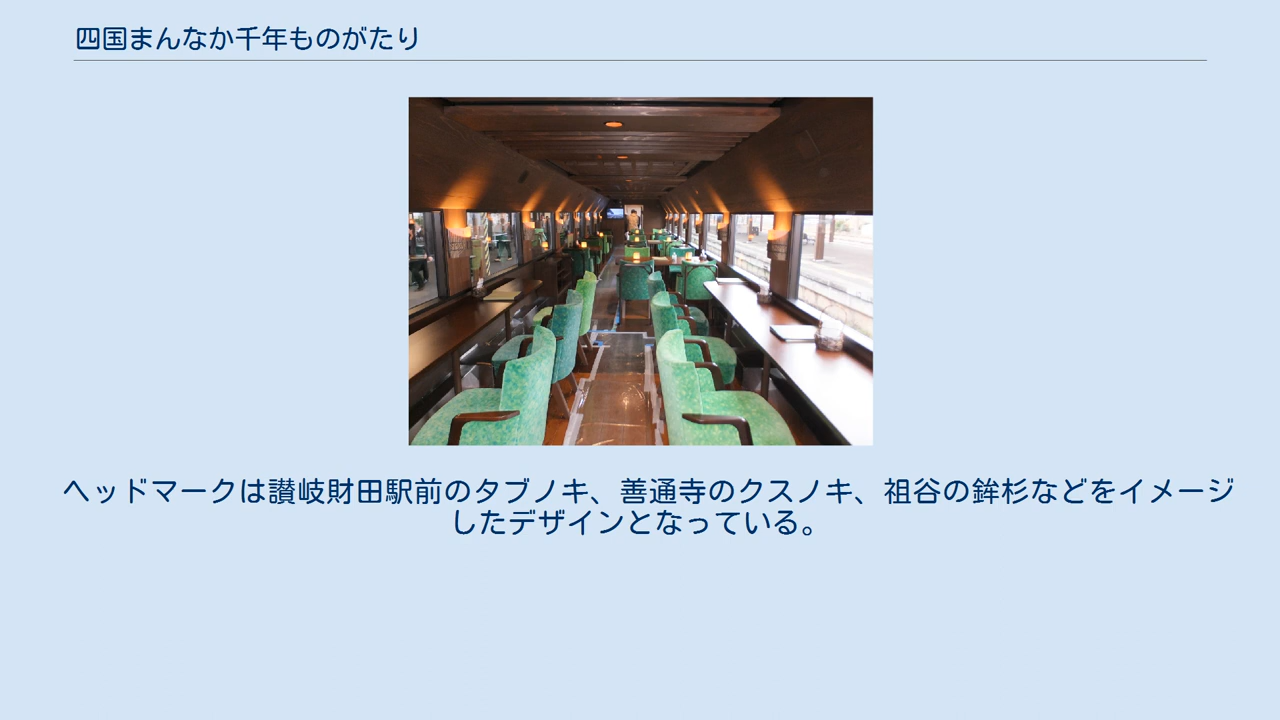 四国まんなか千年ものがたり
ヘッドマークは讃岐財田駅前のタブノキ、善通寺のクスノキ、祖谷の鉾杉などをイメージ
したデザインとなっている。